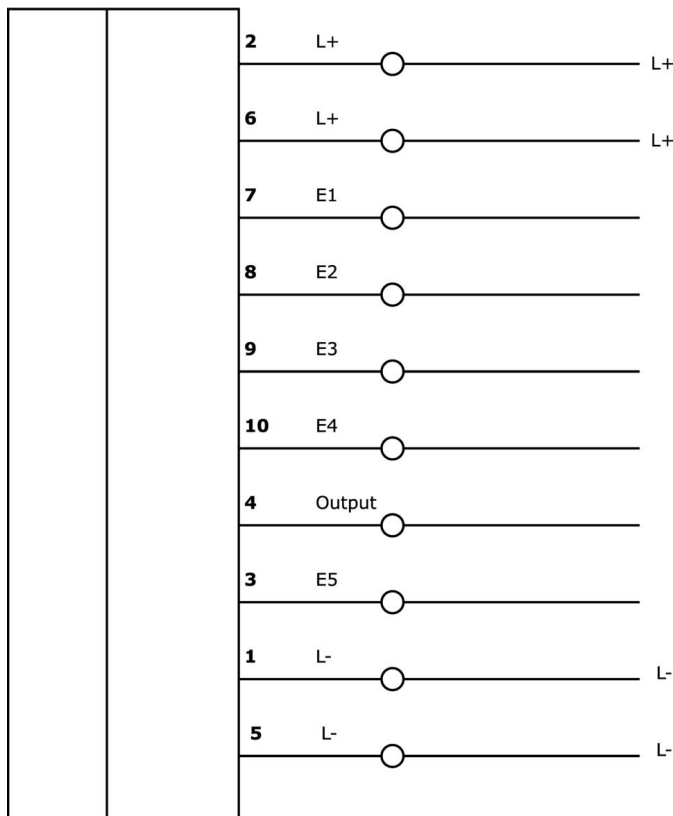 2 L+ L+
6 L+ L+
7 E1
8 E2
9 E3
10 E4
4 Output
3 E5
1 L- L-
5 L- L-